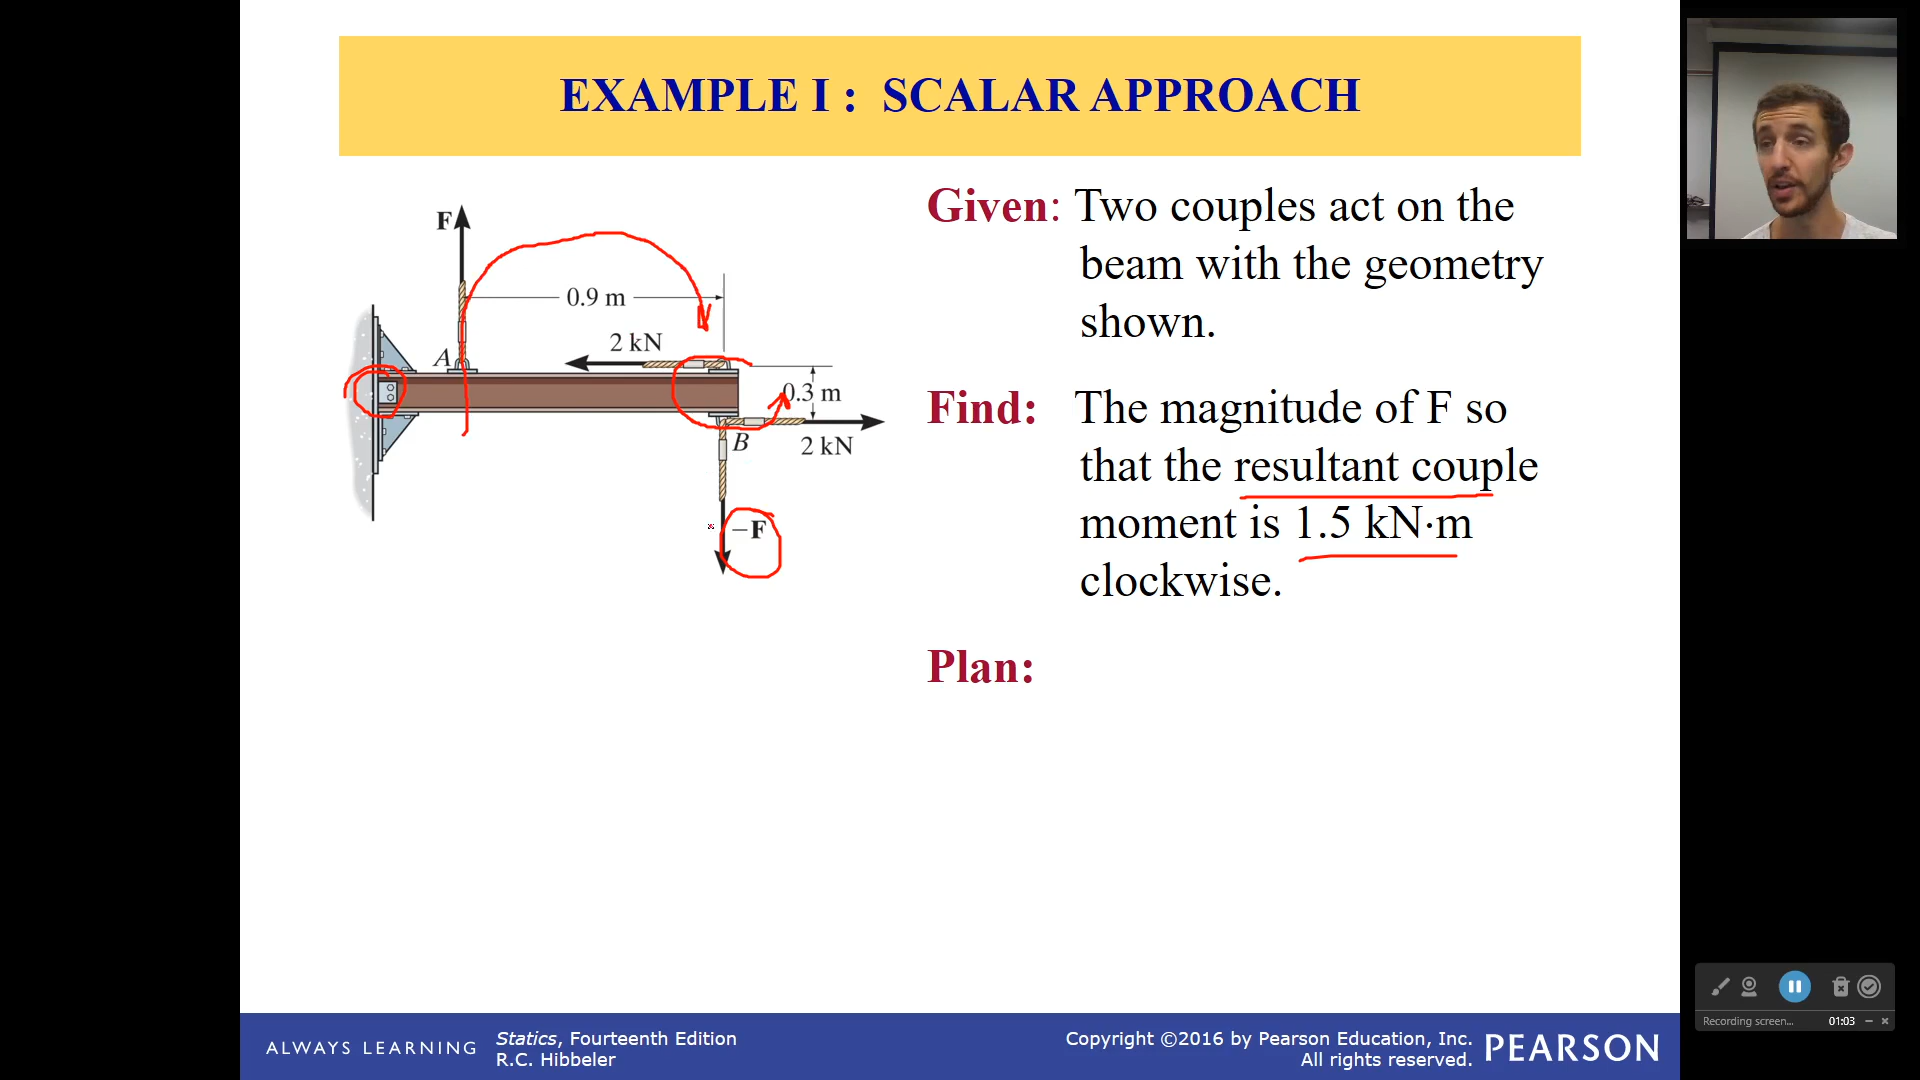 EXAMPLE I : SCALAR APPROACH
Given: Two couples act on the
beam with the geometry
shown.
F
0.9 m
2 kN
A
0.3 m
B
2 kN
–F
Find: The magnitude of F so
that the resultant couple
moment is 1.5 kN·m
clockwise.
Plan:
ALWAYS LEARNING
Statics, Fourteenth Edition
R.C. Hibbeler
Copyright ©2016 by Pearson Education, Inc.
All rights reserved.
PEARSON
Recording screen... 01:03